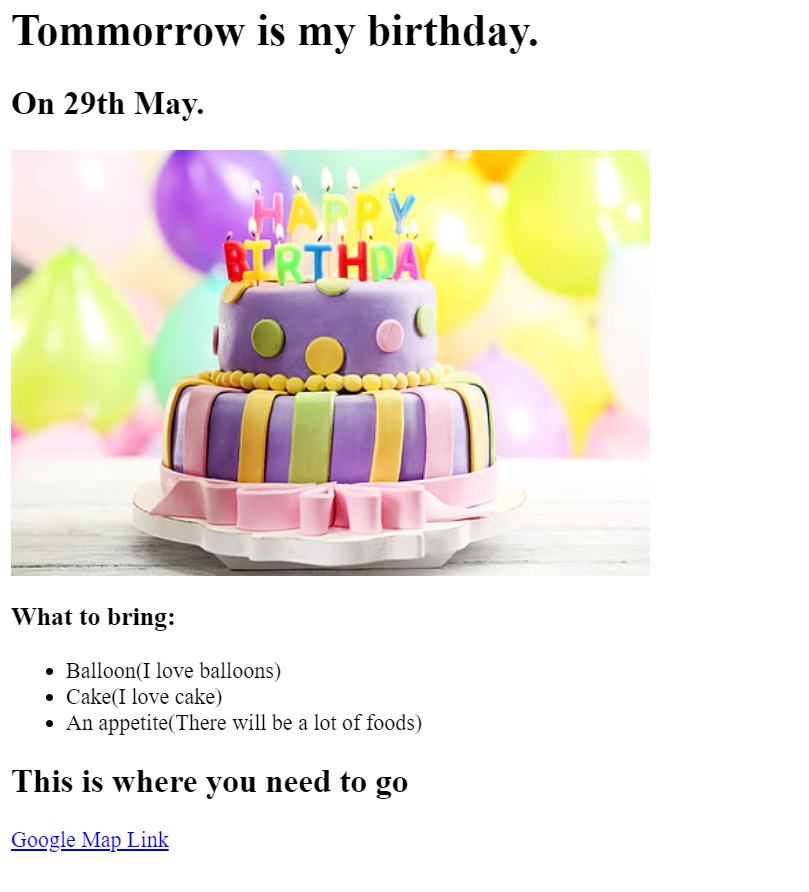 Tommorrow is my birthday.
On 29th May.
HAPPY
BIRTHDAY
What to bring:
Balloon(I love balloons)
Cake(I love cake)
An appetite(There will be a lot of foods)
This is where you need to go
Google Map Link